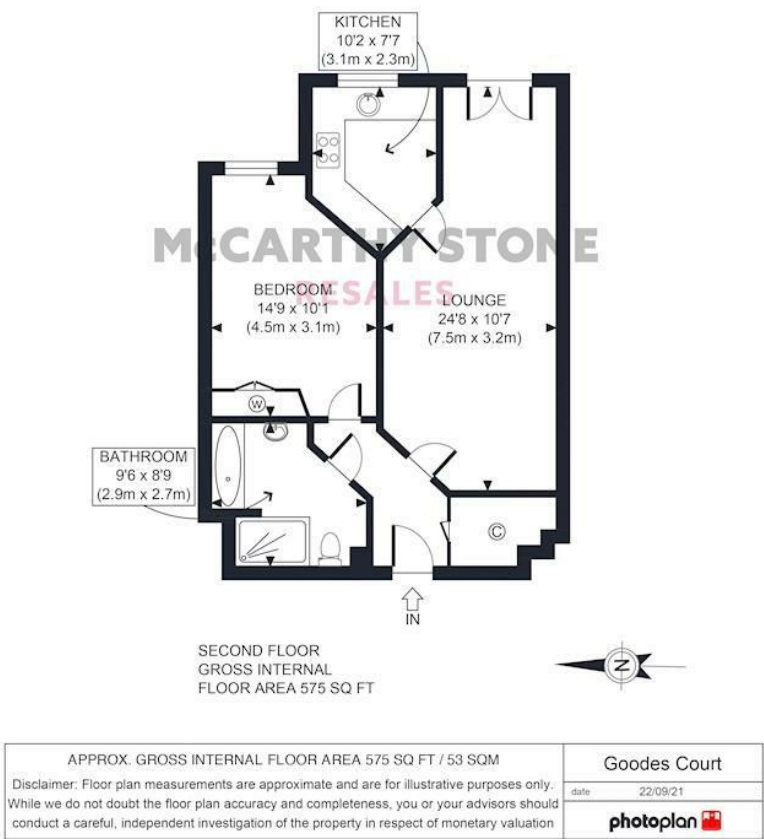 KITCHEN
10'2 x 7'7
(3.1m x 2.3m)
McCARTHY STONE
RESALES
BEDROOM
14'9 x 10'1
(4.5m x 3.1m)
LOUNGE
24'8 x 10'7
(7.5m x 3.2m)
W
BATHROOM
9'6 x 8'9
(2.9m x 2.7m)
C
IN
SECOND FLOOR
GROSS INTERNAL
FLOOR AREA 575 SQ FT
N
APPROX. GROSS INTERNAL FLOOR AREA 575 SQ FT / 53 SQM
Disclaimer: Floor plan measurements are approximate and are for illustrative purposes only.
While we do not doubt the floor plan accuracy and completeness, you or your advisors should
conduct a careful, independent investigation of the property in respect of monetary valuation
Goodes Court
date 22/09/21
photoplan